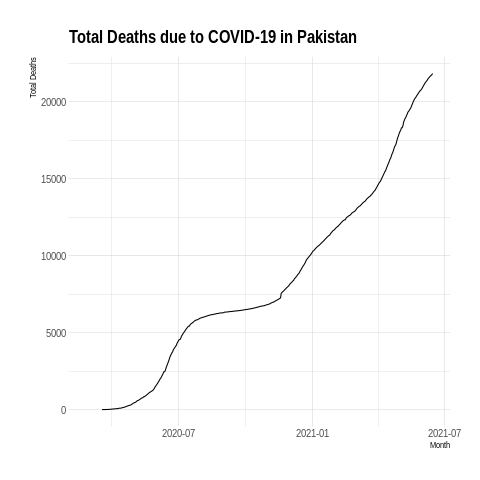 Total Deaths due to COVID-19 in Pakistan
Total Deaths
20000
15000
10000
5000
0
2020-07 2021-01 2021-07
Month